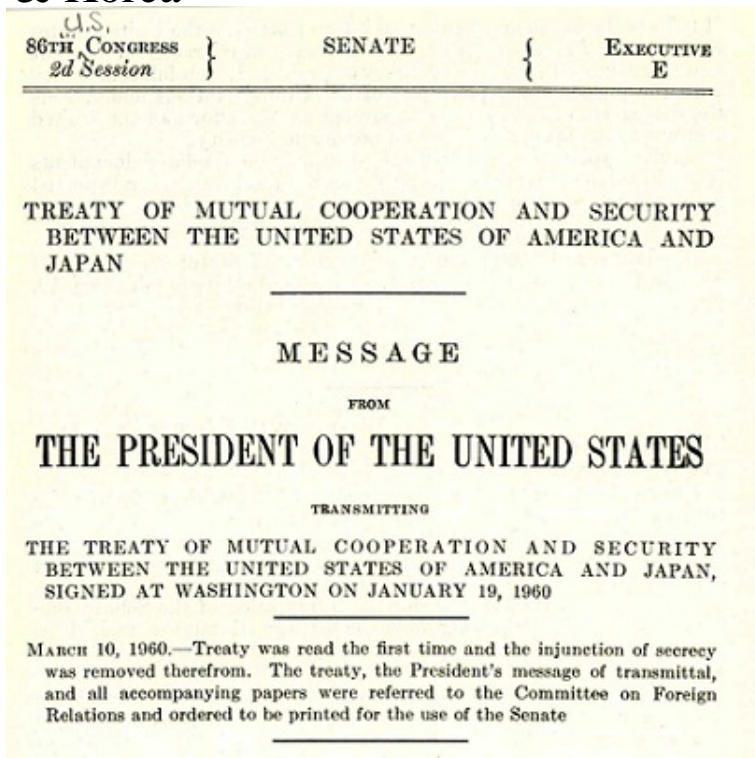 & Korea
U.S.
86TH CONGRESS
2d Session
SENATE
EXECUTIVE
E
TREATY OF MUTUAL COOPERATION AND SECURITY
BETWEEN THE UNITED STATES OF AMERICA AND
JAPAN
MESSAGE
FROM
THE PRESIDENT OF THE UNITED STATES
TRANSMITTING
THE TREATY OF MUTUAL COOPERATION AND SECURITY
BETWEEN THE UNITED STATES OF AMERICA AND JAPAN,
SIGNED AT WASHINGTON ON JANUARY 19, 1960
MARCH 10, 1960.—Treaty was read the first time and the injunction of secrecy
was removed therefrom. The treaty, the President's message of transmittal,
and all accompanying papers were referred to the Committee on Foreign
Relations and ordered to be printed for the use of the Senate